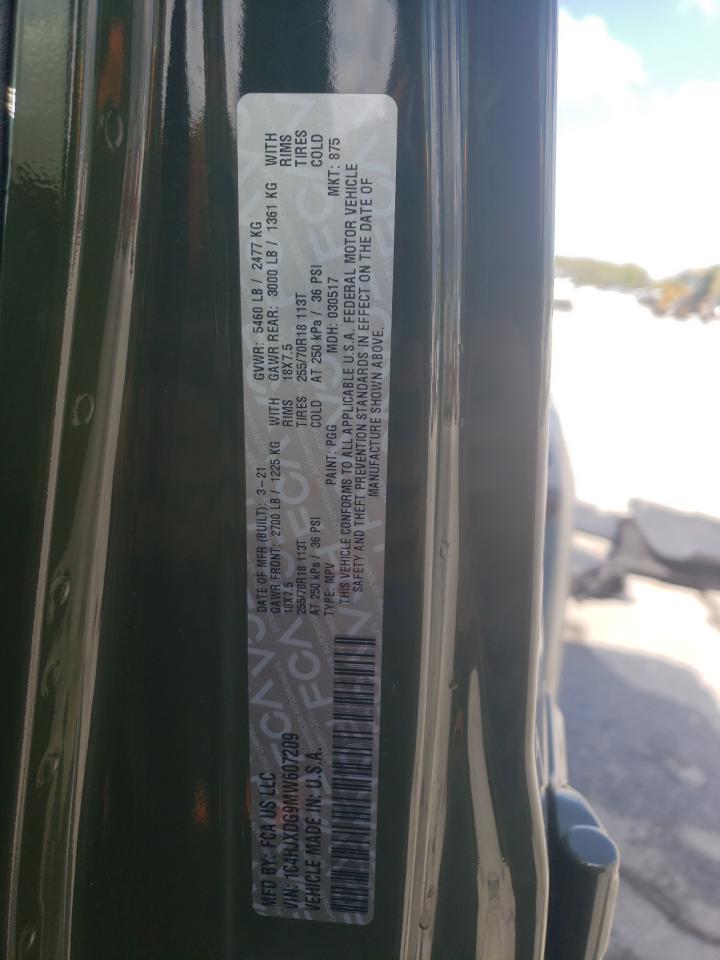 MFD BY: FCA US LLC
VIN: 1C4HJXDG9MW607209
VEHICLE MADE IN: U.S.A.
DATE OF MFR (BUILT): 3-21 GVWR: 5460 LB / 2477 KG
GAWR FRONT: 2700 LB / 1225 KG WITH GAWR REAR: 3000 LB / 1361 KG WITH
18X7.5 RIMS 18X7.5 RIMS
255/70R18 113T TIRES 255/70R18 113T TIRES
AT 250 kPa / 36 PSI COLD AT 250 kPa / 36 PSI COLD
TYPE: MPV PAINT: PGG MDH: 030517 MKT: 875
THIS VEHICLE CONFORMS TO ALL APPLICABLE U.S.A. FEDERAL MOTOR VEHICLE
SAFETY AND THEFT PREVENTION STANDARDS IN EFFECT ON THE DATE OF
MANUFACTURE SHOWN ABOVE.